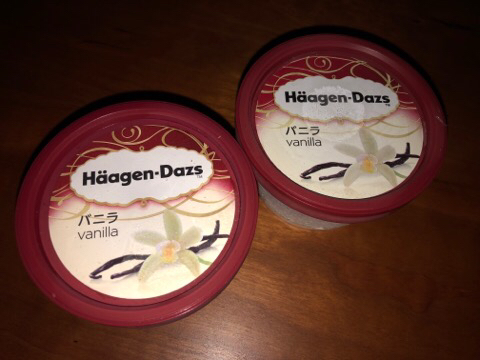 Häagen-Dazs
バニラ
vanilla
Häagen-Dazs
バニラ
vanilla